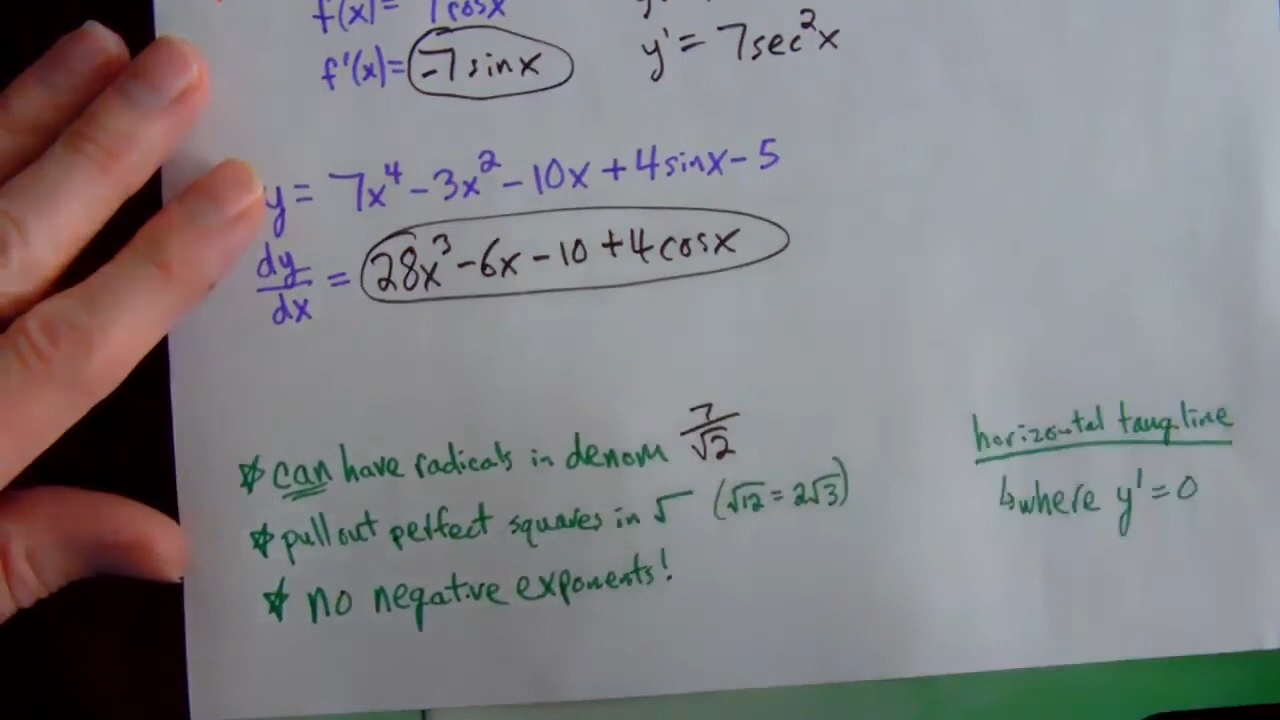 f(x) = 7cosx
f'(x) = -7sinx
y' = 7sec²x
y = 7x⁴ - 3x² - 10x + 4sinx - 5
dy/dx = 28x³ - 6x - 10 + 4cosx
* can have radicals in denom 7/√2
* pull out perfect squares in √ (√12 = 2√3)
* no negative exponents!
horizontal tang line
↳ where y' = 0